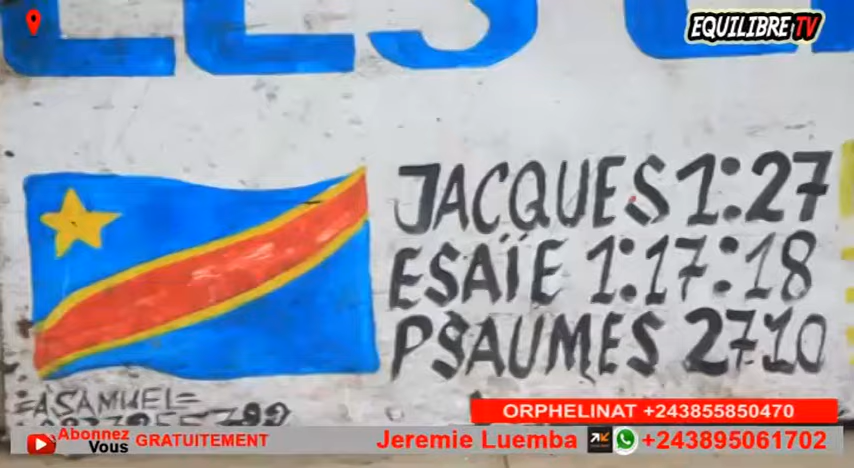 EQUILIBRE TV
JACQUES 1:27
ESAÏE 1:17:18
PSAUMES 27 10
=A SAMUEL=
ORPHELINAT +243855850470
Abonnez Vous GRATUITEMENT
Jeremie Luemba +243895061702